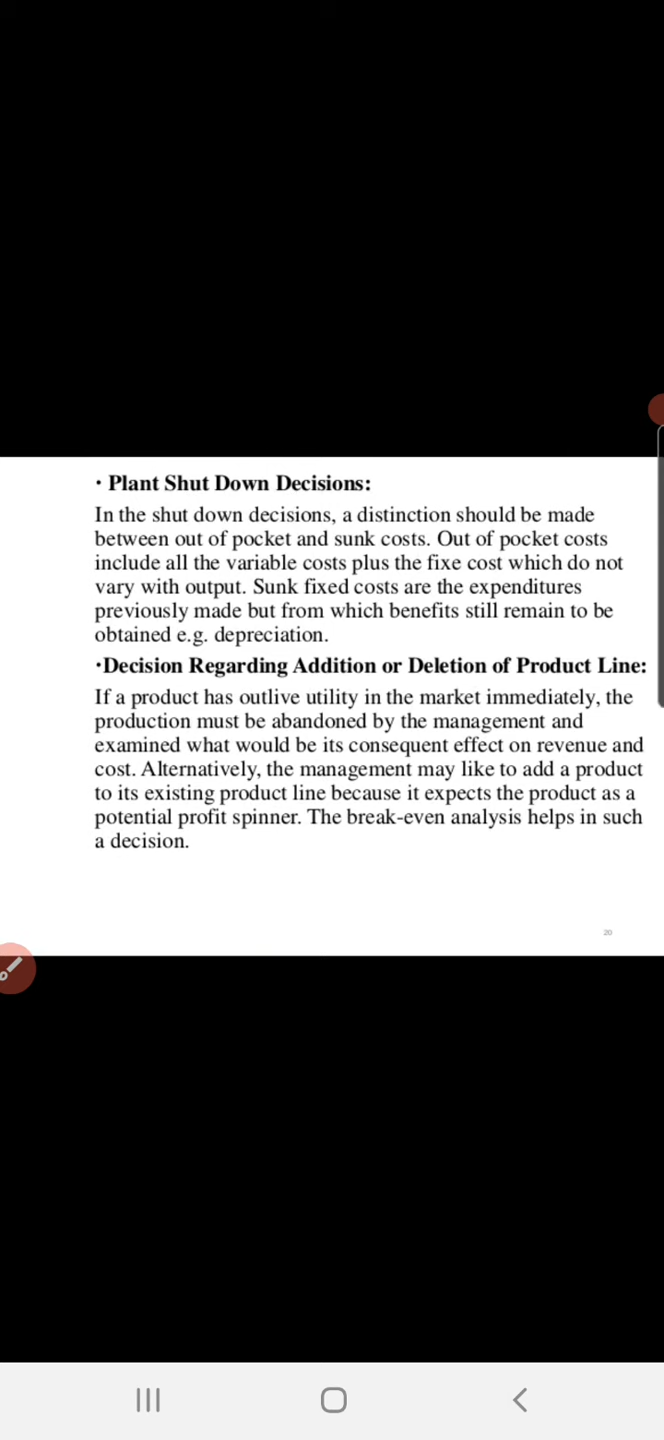 · Plant Shut Down Decisions:
In the shut down decisions, a distinction should be made
between out of pocket and sunk costs. Out of pocket costs
include all the variable costs plus the fixe cost which do not
vary with output. Sunk fixed costs are the expenditures
previously made but from which benefits still remain to be
obtained e.g. depreciation.
·Decision Regarding Addition or Deletion of Product Line:
If a product has outlive utility in the market immediately, the
production must be abandoned by the management and
examined what would be its consequent effect on revenue and
cost. Alternatively, the management may like to add a product
to its existing product line because it expects the product as a
potential profit spinner. The break-even analysis helps in such
a decision.
20